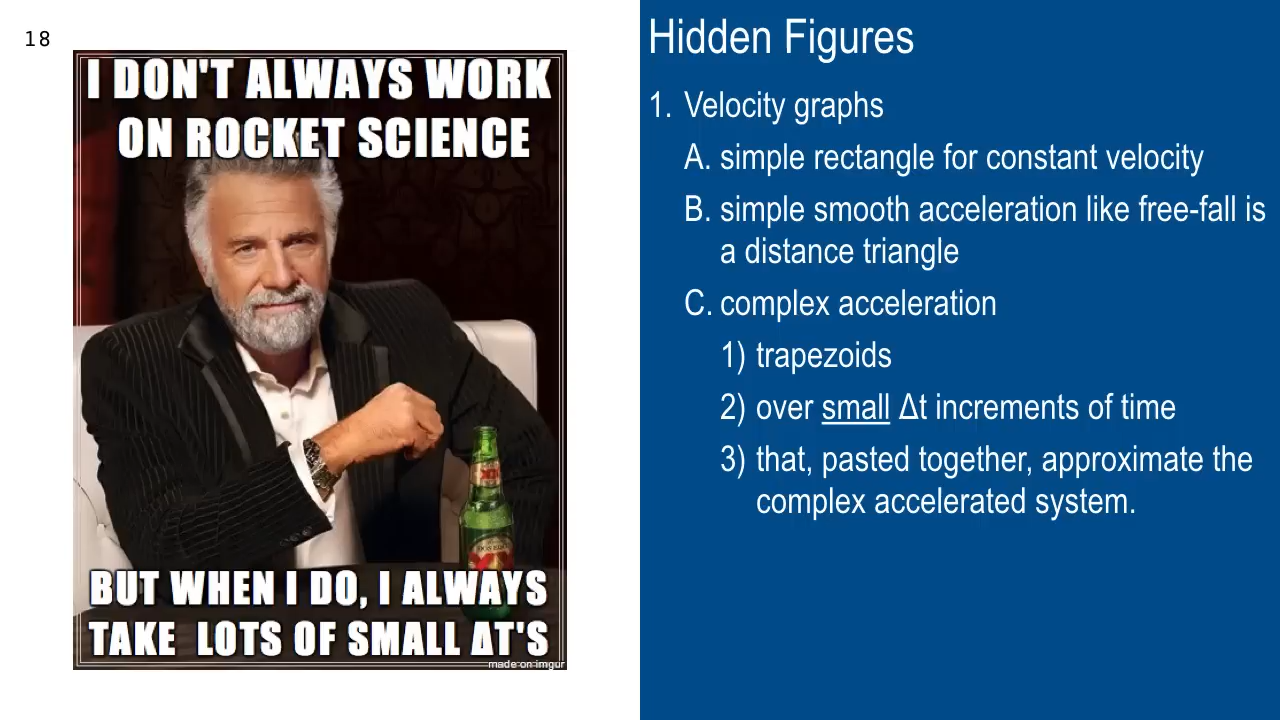 18
I DON'T ALWAYS WORK
ON ROCKET SCIENCE
BUT WHEN I DO, I ALWAYS
TAKE LOTS OF SMALL ΔT'S
made on imgur
Hidden Figures
1. Velocity graphs
A. simple rectangle for constant velocity
B. simple smooth acceleration like free-fall is
a distance triangle
C. complex acceleration
1) trapezoids
2) over small Δt increments of time
3) that, pasted together, approximate the
complex accelerated system.